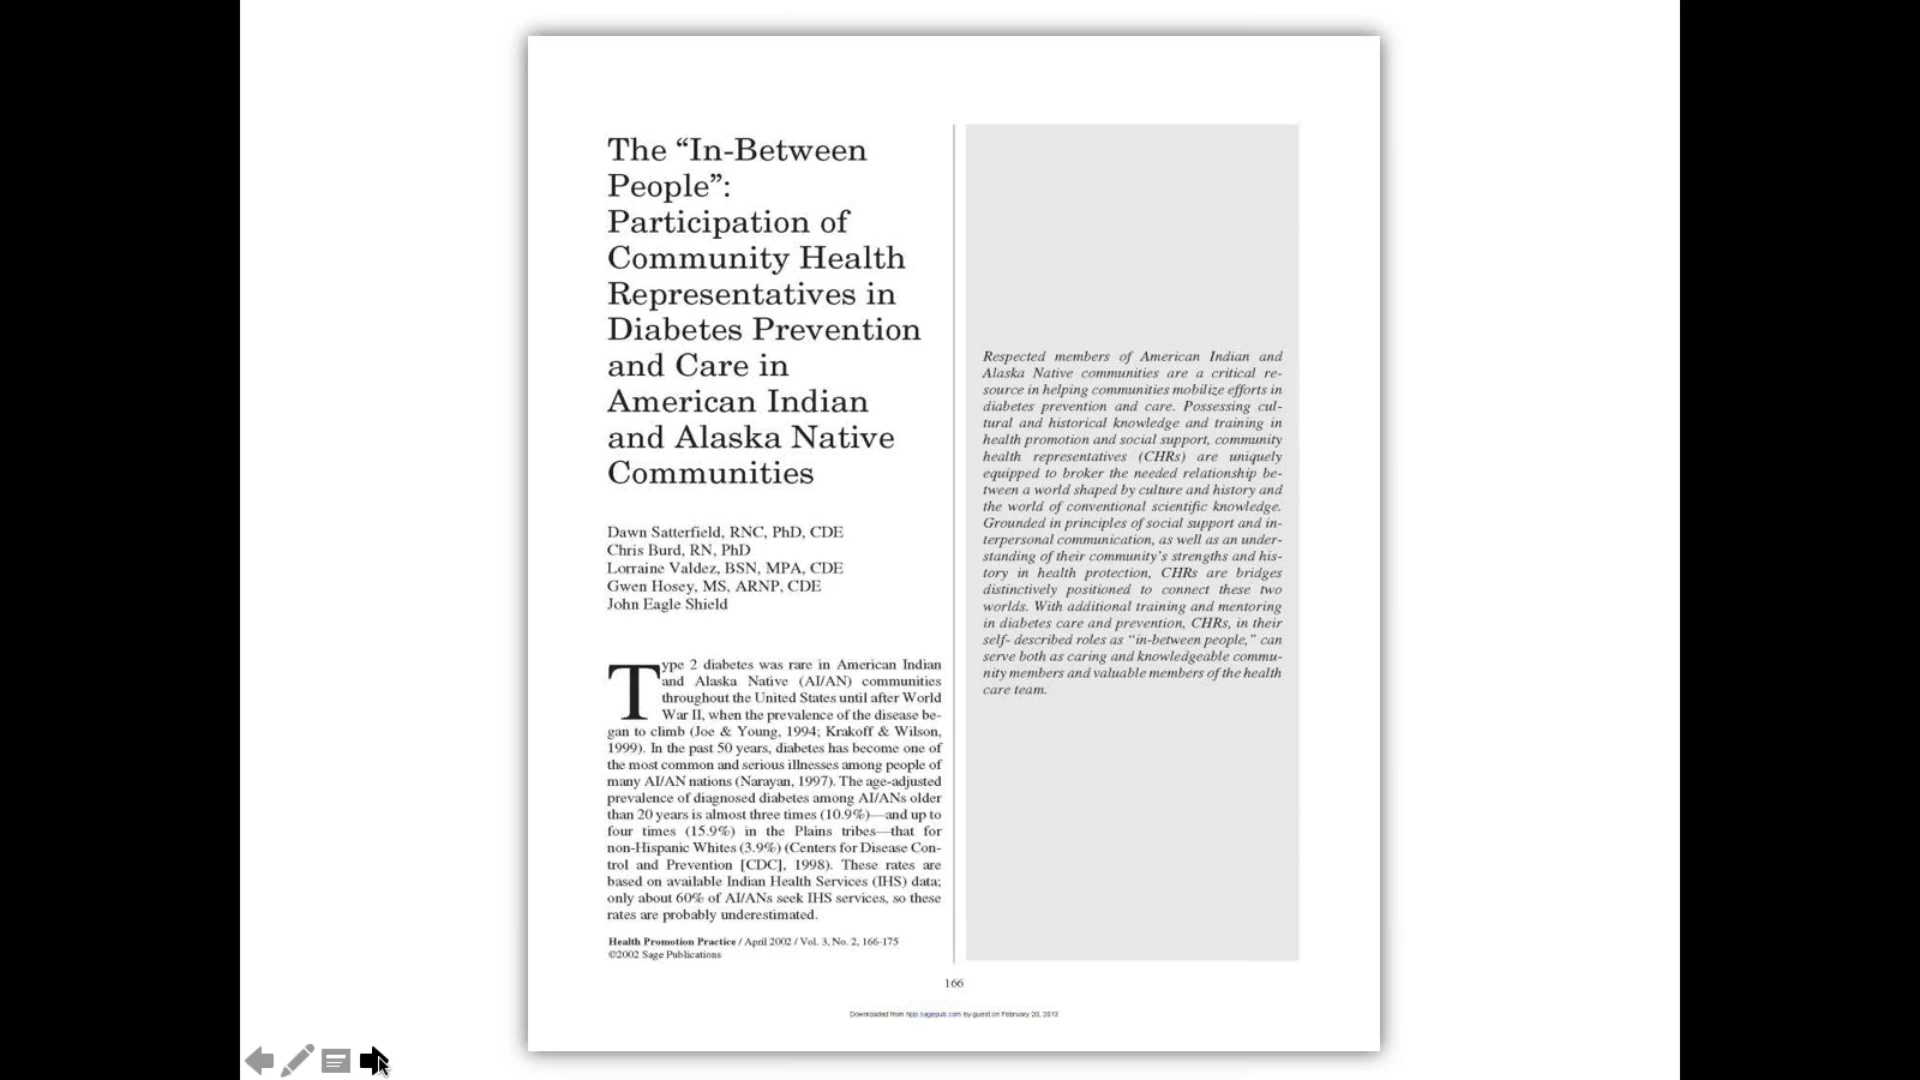 The “In-Between
People”:
Participation of
Community Health
Representatives in
Diabetes Prevention
and Care in
American Indian
and Alaska Native
Communities
Dawn Satterfield, RNC, PhD, CDE
Chris Burd, RN, PhD
Lorraine Valdez, BSN, MPA, CDE
Gwen Hosey, MS, ARNP, CDE
John Eagle Shield
Type 2 diabetes was rare in American Indian
and Alaska Native (AI/AN) communities
throughout the United States until after World
War II, when the prevalence of the disease be-
gan to climb (Joe & Young, 1994; Krakoff & Wilson,
1999). In the past 50 years, diabetes has become one of
the most common and serious illnesses among people of
many AI/AN nations (Narayan, 1997). The age-adjusted
prevalence of diagnosed diabetes among AI/ANs older
than 20 years is almost three times (10.9%)—and up to
four times (15.9%) in the Plains tribes—that for
non-Hispanic Whites (3.9%) (Centers for Disease Con-
trol and Prevention [CDC], 1998). These rates are
based on available Indian Health Services (IHS) data;
only about 60% of AI/ANs seek IHS services, so these
rates are probably underestimated.
Health Promotion Practice / April 2002 / Vol. 3, No. 2, 166-175
©2002 Sage Publications
Respected members of American Indian and
Alaska Native communities are a critical re-
source in helping communities mobilize efforts in
diabetes prevention and care. Possessing cul-
tural and historical knowledge and training in
health promotion and social support, community
health representatives (CHRs) are uniquely
equipped to broker the needed relationship be-
tween a world shaped by culture and history and
the world of conventional scientific knowledge.
Grounded in principles of social support and in-
terpersonal communication, as well as an under-
standing of their community’s strengths and his-
tory in health protection, CHRs are bridges
distinctively positioned to connect these two
worlds. With additional training and mentoring
in diabetes care and prevention, CHRs, in their
self- described roles as “in-between people,” can
serve both as caring and knowledgeable commu-
nity members and valuable members of the health
care team.
166
Downloaded from hpp.sagepub.com by guest on February 20, 2013